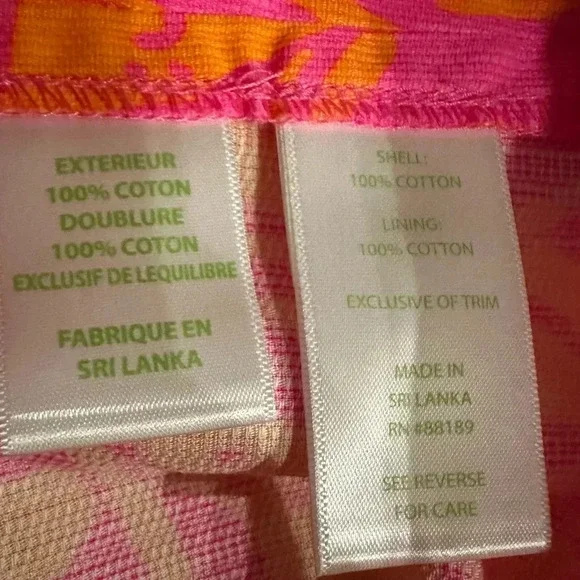 EXTERIEUR
100% COTON
DOUBLURE
100% COTON
EXCLUSIF DE LEQUILIBRE
FABRIQUE EN
SRI LANKA
SHELL:
100% COTTON
LINING:
100% COTTON
EXCLUSIVE OF TRIM
MADE IN
SRI LANKA
RN #88189
SEE REVERSE
FOR CARE